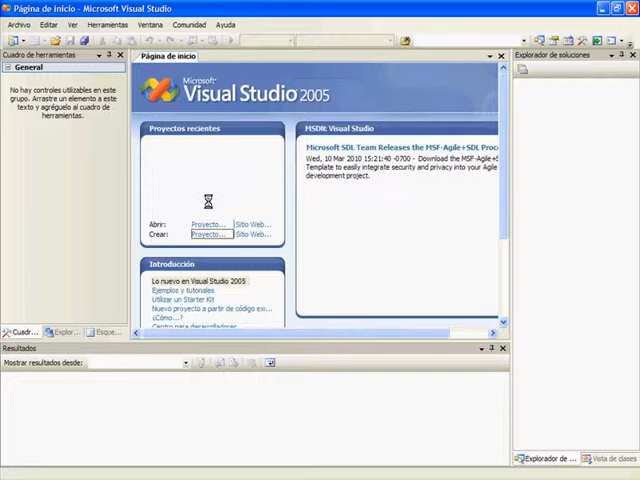 Página de inicio - Microsoft Visual Studio
Archivo Editar Ver Herramientas Ventana Comunidad Ayuda
Cuadro de herramientas
General
No hay controles utilizables en este
grupo. Arrastre un elemento a este
texto y agréguelo al cuadro de
herramientas.
Cuadr... Explor... Esque...
Página de inicio
Microsoft
Visual Studio 2005
Proyectos recientes
Abrir: Proyecto... Sitio Web...
Crear: Proyecto... Sitio Web...
Introducción
Lo nuevo en Visual Studio 2005
Ejemplos y tutoriales
Utilizar un Starter Kit
Nuevo proyecto a partir de código exi...
¿Cómo...?
Centro para desarrolladores
MSDN: Visual Studio
Microsoft SDL Team Releases the MSF-Agile+SDL Proc
Wed, 10 Mar 2010 15:21:40 -0700 - Download the MSF-Agile+S
Template to easily integrate security and privacy into your Agile
development project.
Explorador de soluciones
Explorador de ... Vista de clases
Resultados
Mostrar resultados desde: